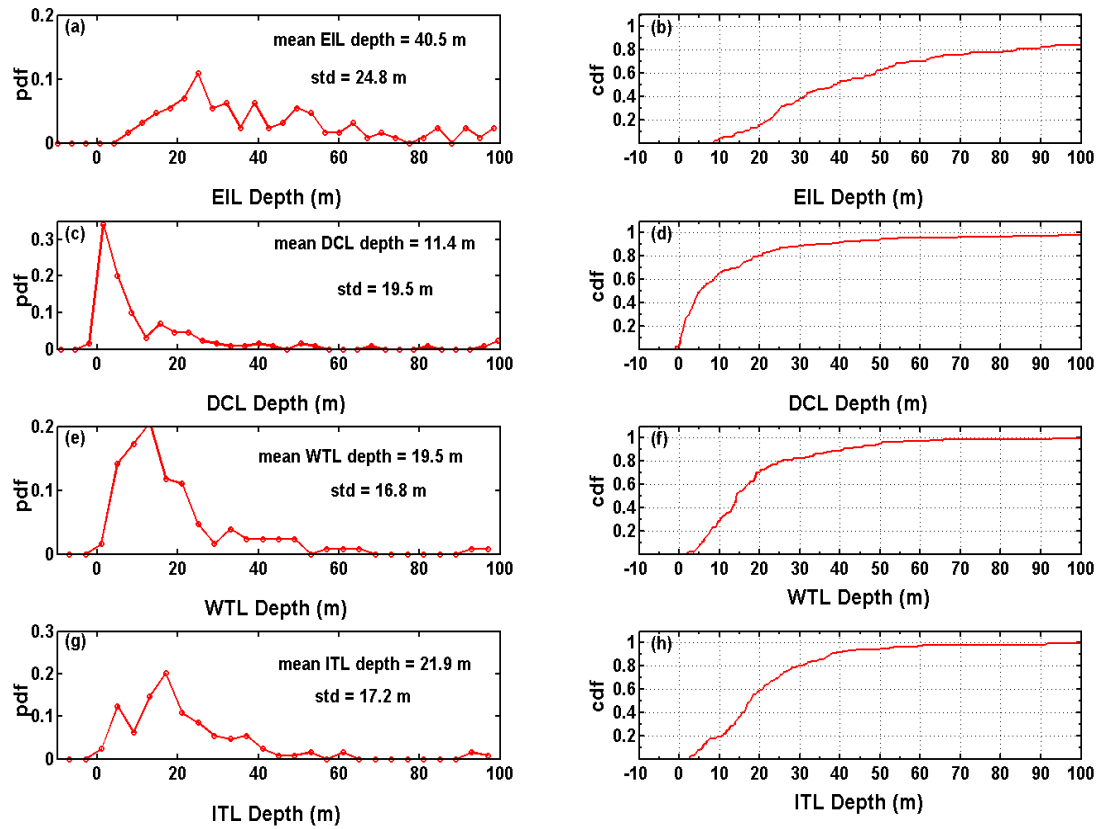 (a)
mean EIL depth = 40.5 m
std = 24.8 m
pdf
0.2
0.1
0
0 20 40 60 80 100
EIL Depth (m)
(b)
cdf
1
0.8
0.6
0.4
0.2
-10 0 10 20 30 40 50 60 70 80 90 100
EIL Depth (m)
(c)
mean DCL depth = 11.4 m
std = 19.5 m
pdf
0.3
0.2
0.1
0
0 20 40 60 80 100
DCL Depth (m)
(d)
cdf
1
0.8
0.6
0.4
0.2
-10 0 10 20 30 40 50 60 70 80 90 100
DCL Depth (m)
(e)
mean WTL depth = 19.5 m
std = 16.8 m
pdf
0.2
0.1
0
0 20 40 60 80 100
WTL Depth (m)
(f)
cdf
1
0.8
0.6
0.4
0.2
-10 0 10 20 30 40 50 60 70 80 90 100
WTL Depth (m)
(g)
mean ITL depth = 21.9 m
std = 17.2 m
pdf
0.3
0.2
0.1
0
0 20 40 60 80 100
ITL Depth (m)
(h)
cdf
1
0.8
0.6
0.4
0.2
-10 0 10 20 30 40 50 60 70 80 90 100
ITL Depth (m)